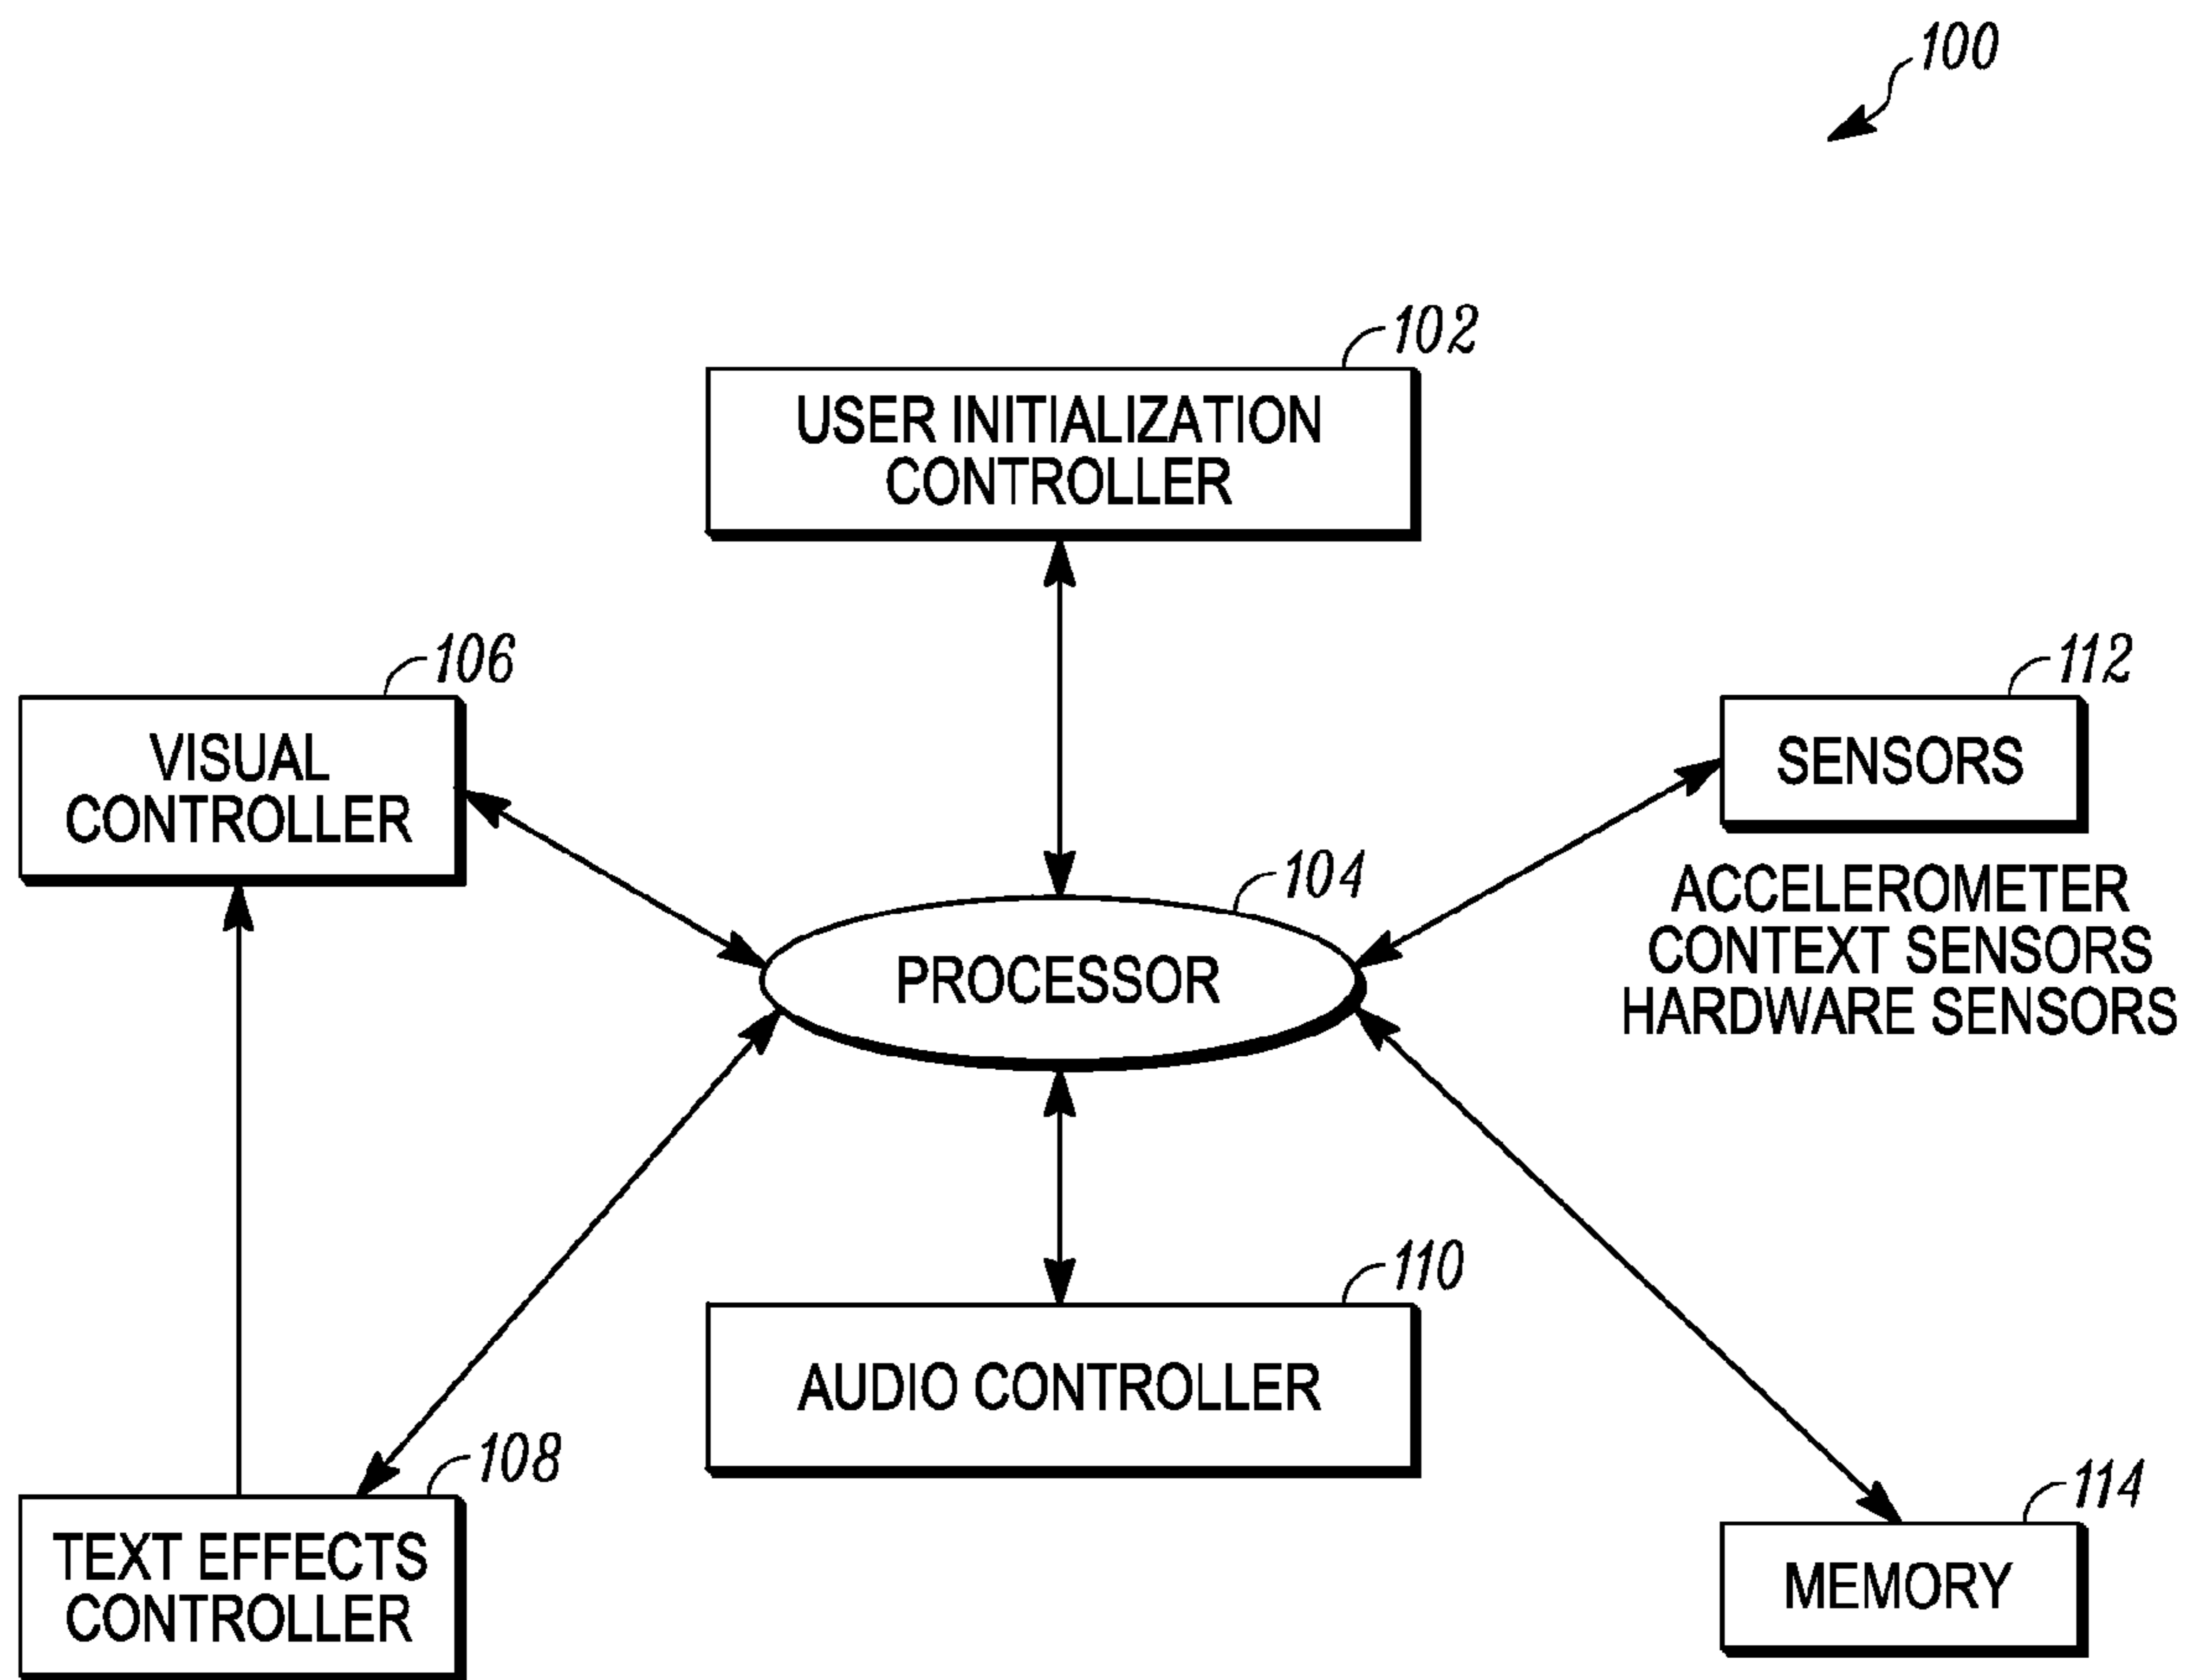 100
102
USER INITIALIZATION
CONTROLLER
106
VISUAL
CONTROLLER
112
SENSORS
ACCELEROMETER
CONTEXT SENSORS
HARDWARE SENSORS
104
PROCESSOR
110
AUDIO CONTROLLER
108
TEXT EFFECTS
CONTROLLER
114
MEMORY